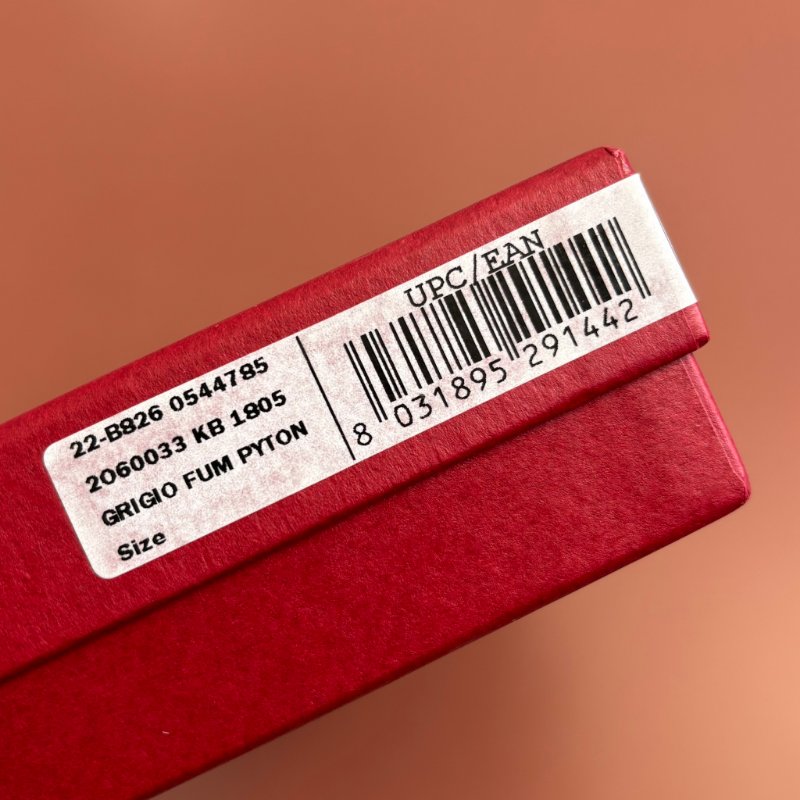 22-B826 0544785
2060033 KB 1805
GRIGIO FUM PYTON
Size
UPC/EAN
8 031895 291442